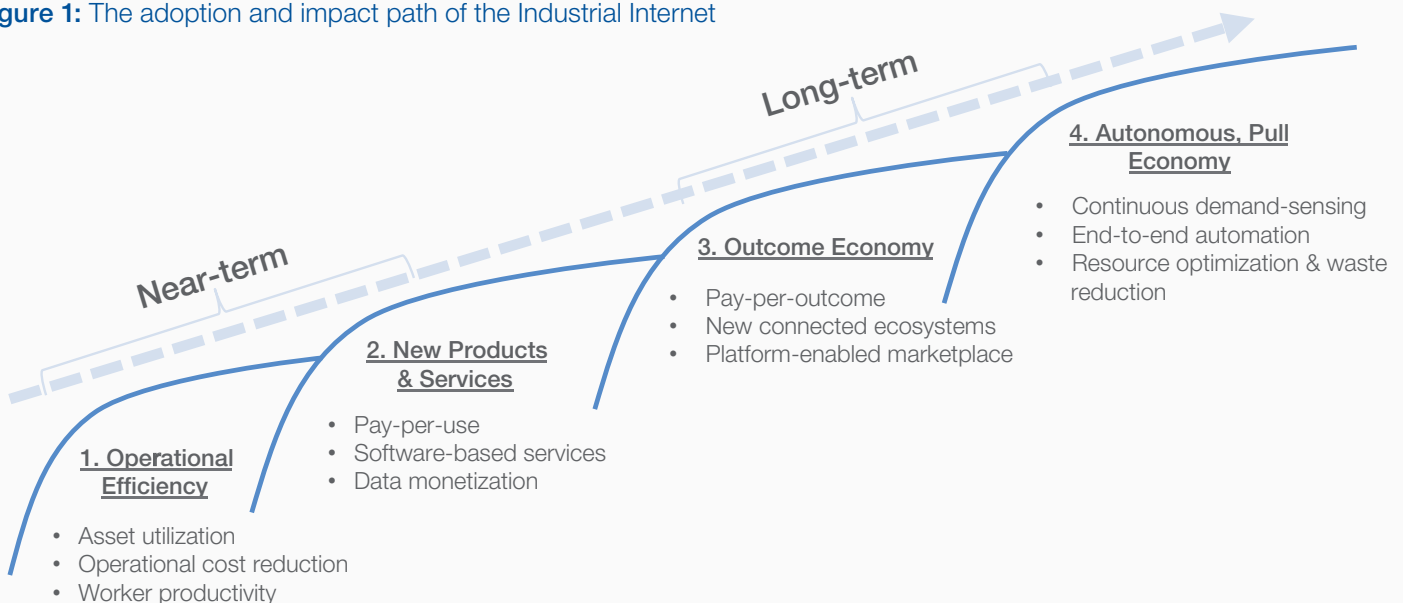 gure 1: The adoption and impact path of the Industrial Internet
Near-term
Long-term
1. Operational
Efficiency
• Asset utilization
• Operational cost reduction
• Worker productivity
2. New Products
& Services
• Pay-per-use
• Software-based services
• Data monetization
3. Outcome Economy
• Pay-per-outcome
• New connected ecosystems
• Platform-enabled marketplace
4. Autonomous, Pull
Economy
• Continuous demand-sensing
• End-to-end automation
• Resource optimization & waste
reduction